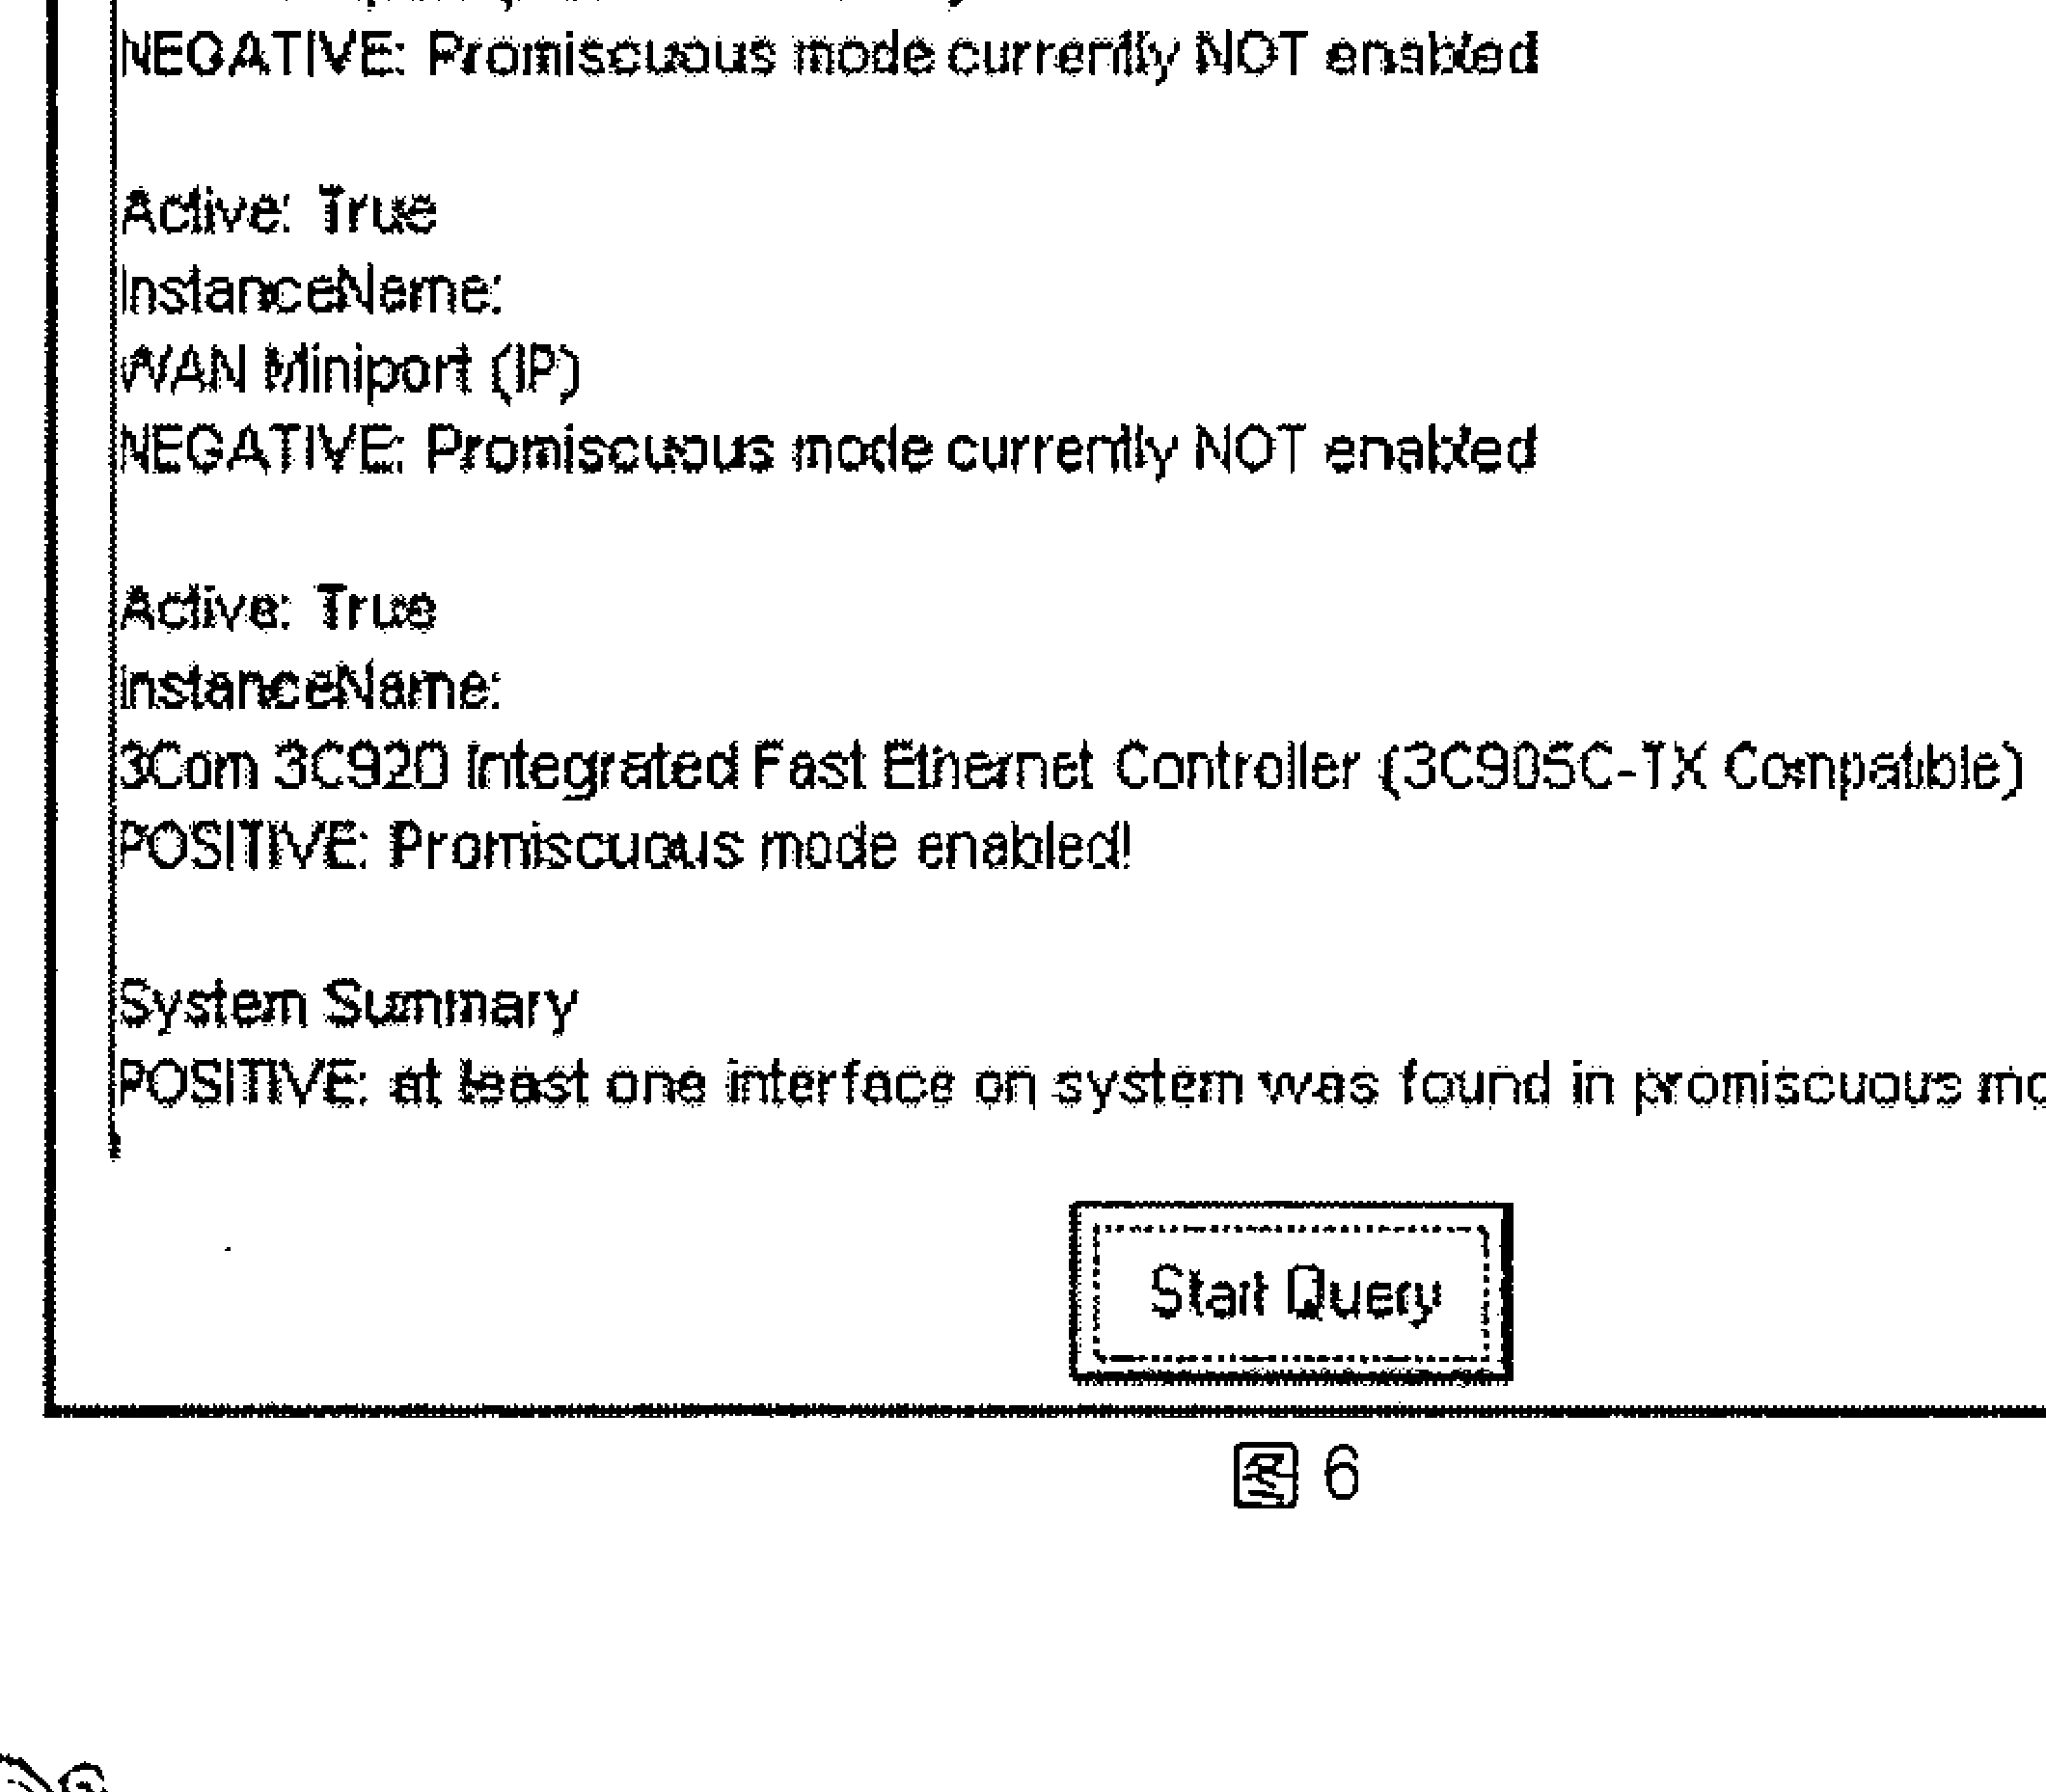 NEGATIVE: Promiscuous mode currently NOT enabled
Active: True
InstanceName:
WAN Miniport (IP)
NEGATIVE: Promiscuous mode currently NOT enabled
Active: True
InstanceName:
3Com 3C920 Integrated Fast Ethernet Controller (3C905C-TX Compatible)
POSITIVE: Promiscuous mode enabled!
System Summary
POSITIVE: at least one interface on system was found in promiscuous mo
Start Query
图 6